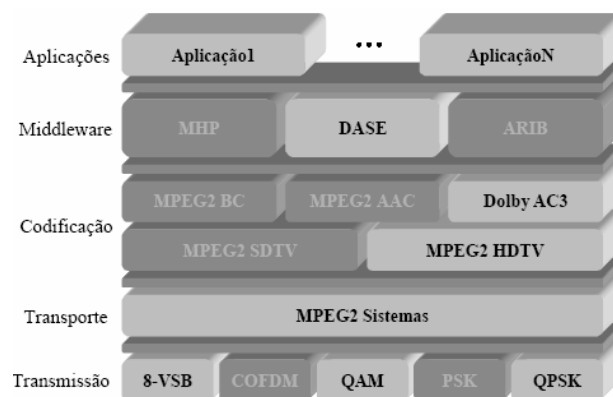 Aplicações Aplicação1 ... AplicaçãoN
Middleware MHP DASE ARIB
MPEG2 BC MPEG2 AAC Dolby AC3
Codificação
MPEG2 SDTV MPEG2 HDTV
Transporte MPEG2 Sistemas
Transmissão 8-VSB COFDM QAM PSK QPSK